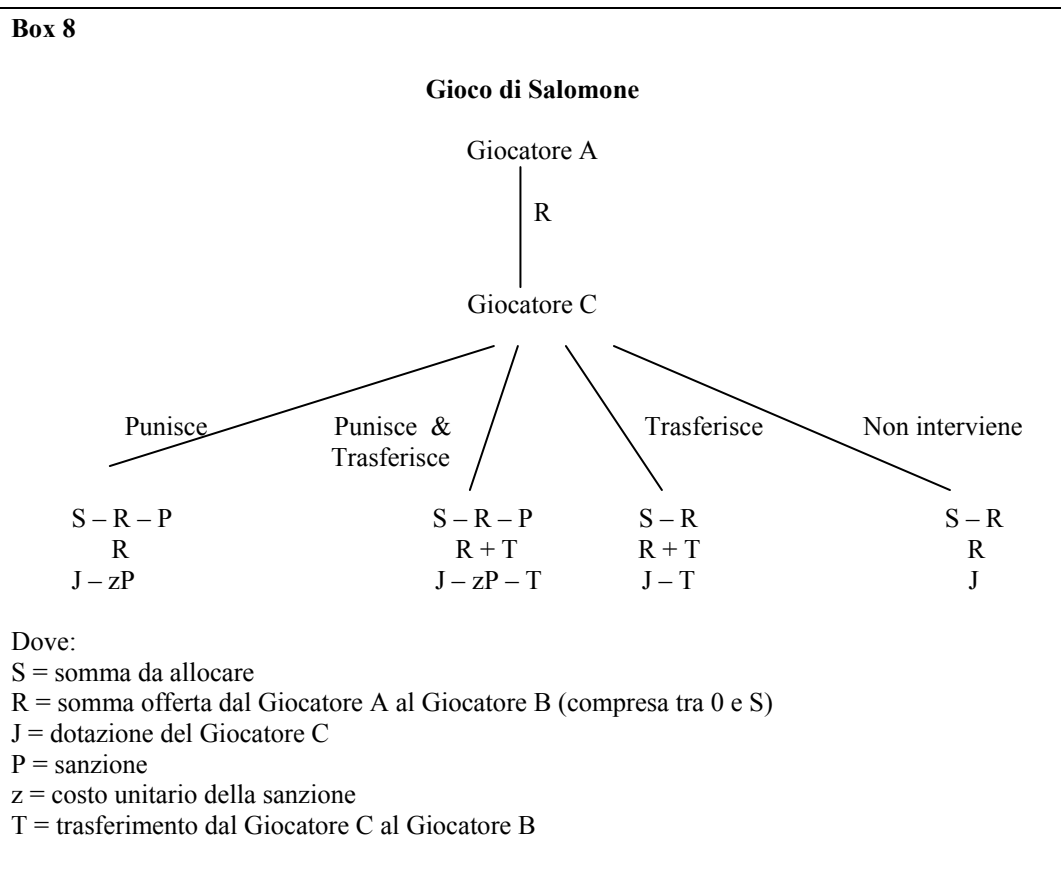 Box 8
Gioco di Salomone
Giocatore A
R
Giocatore C
Punisce Punisce & Trasferisce Non interviene
Trasferisce
S – R – P S – R – P S – R S – R
R R + T R + T R
J – zP J – zP – T J – T J
Dove:
S = somma da allocare
R = somma offerta dal Giocatore A al Giocatore B (compresa tra 0 e S)
J = dotazione del Giocatore C
P = sanzione
z = costo unitario della sanzione
T = trasferimento dal Giocatore C al Giocatore B